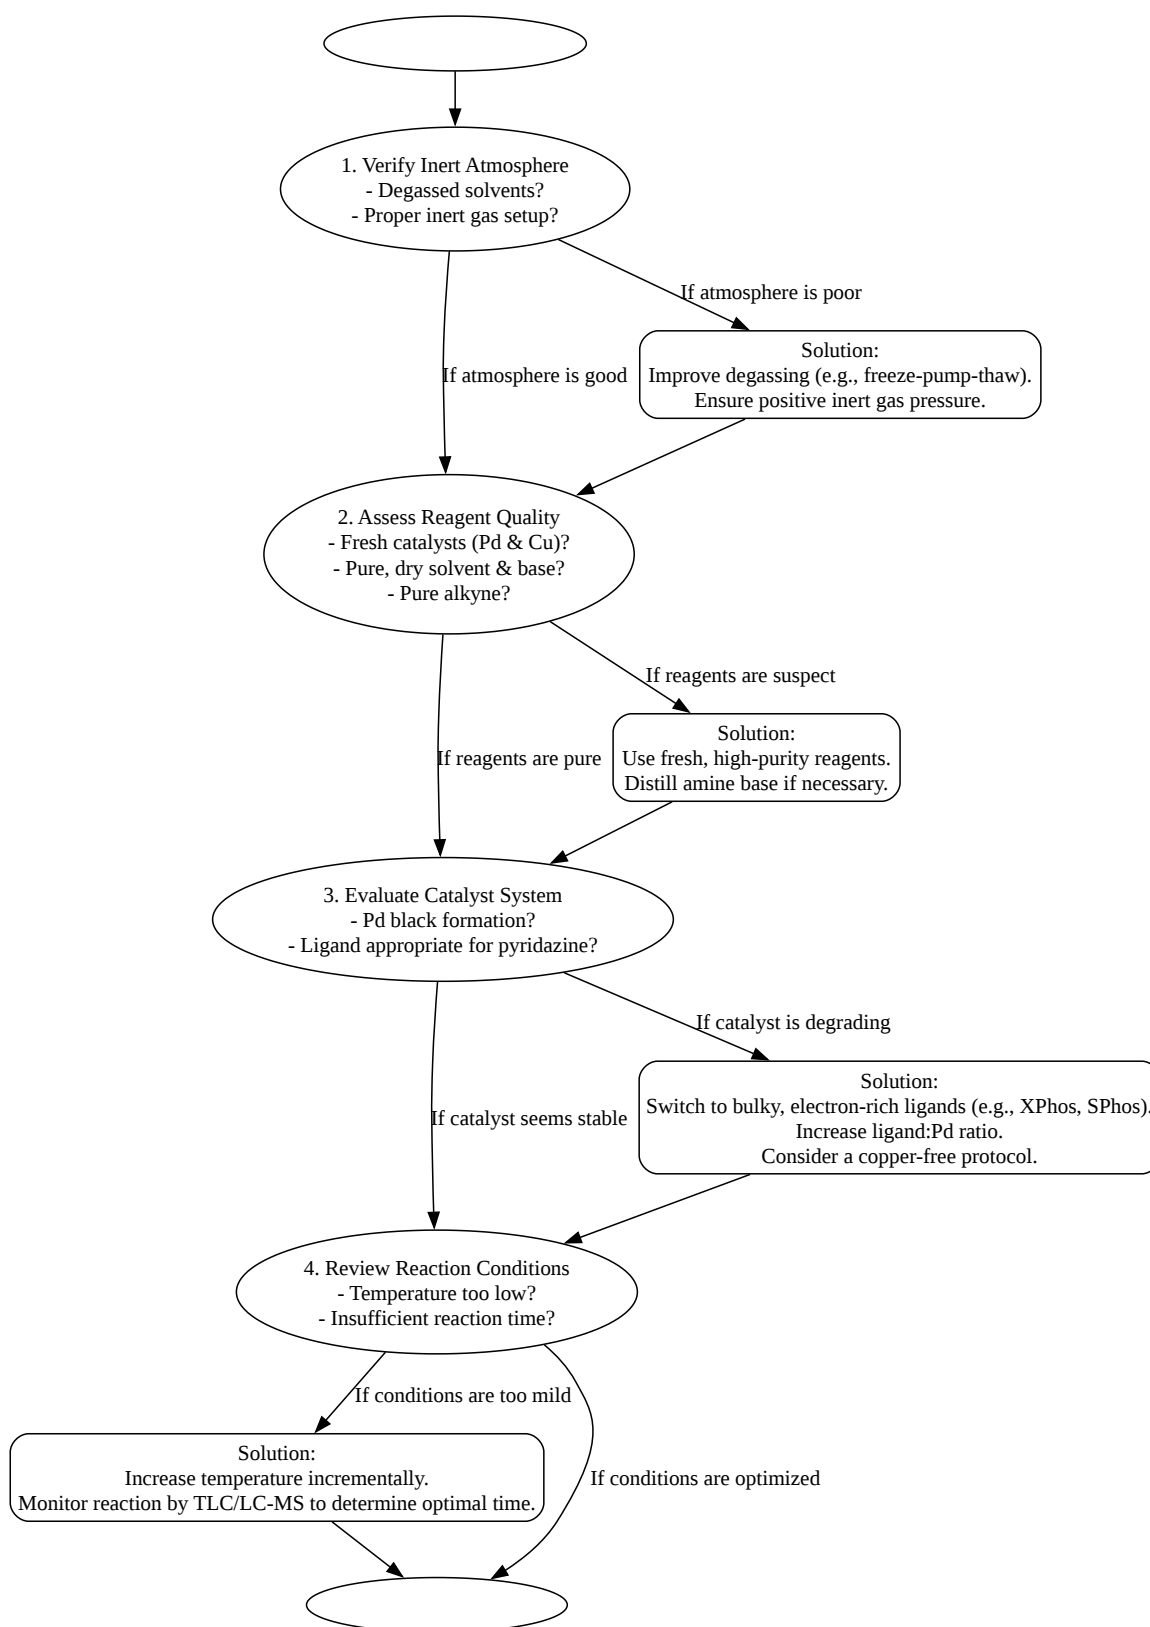 1. Verify Inert Atmosphere
- Degassed solvents?
- Proper inert gas setup?
If atmosphere is poor
If atmosphere is good
Solution:
Improve degassing (e.g., freeze-pump-thaw).
Ensure positive inert gas pressure.
2. Assess Reagent Quality
- Fresh catalysts (Pd & Cu)?
- Pure, dry solvent & base?
- Pure alkyne?
If reagents are suspect
If reagents are pure
Solution:
Use fresh, high-purity reagents.
Distill amine base if necessary.
3. Evaluate Catalyst System
- Pd black formation?
- Ligand appropriate for pyridazine?
If catalyst is degrading
If catalyst seems stable
Solution:
Switch to bulky, electron-rich ligands (e.g., XPhos, SPhos).
Increase ligand:Pd ratio.
Consider a copper-free protocol.
4. Review Reaction Conditions
- Temperature too low?
- Insufficient reaction time?
If conditions are too mild
If conditions are optimized
Solution:
Increase temperature incrementally.
Monitor reaction by TLC/LC-MS to determine optimal time.